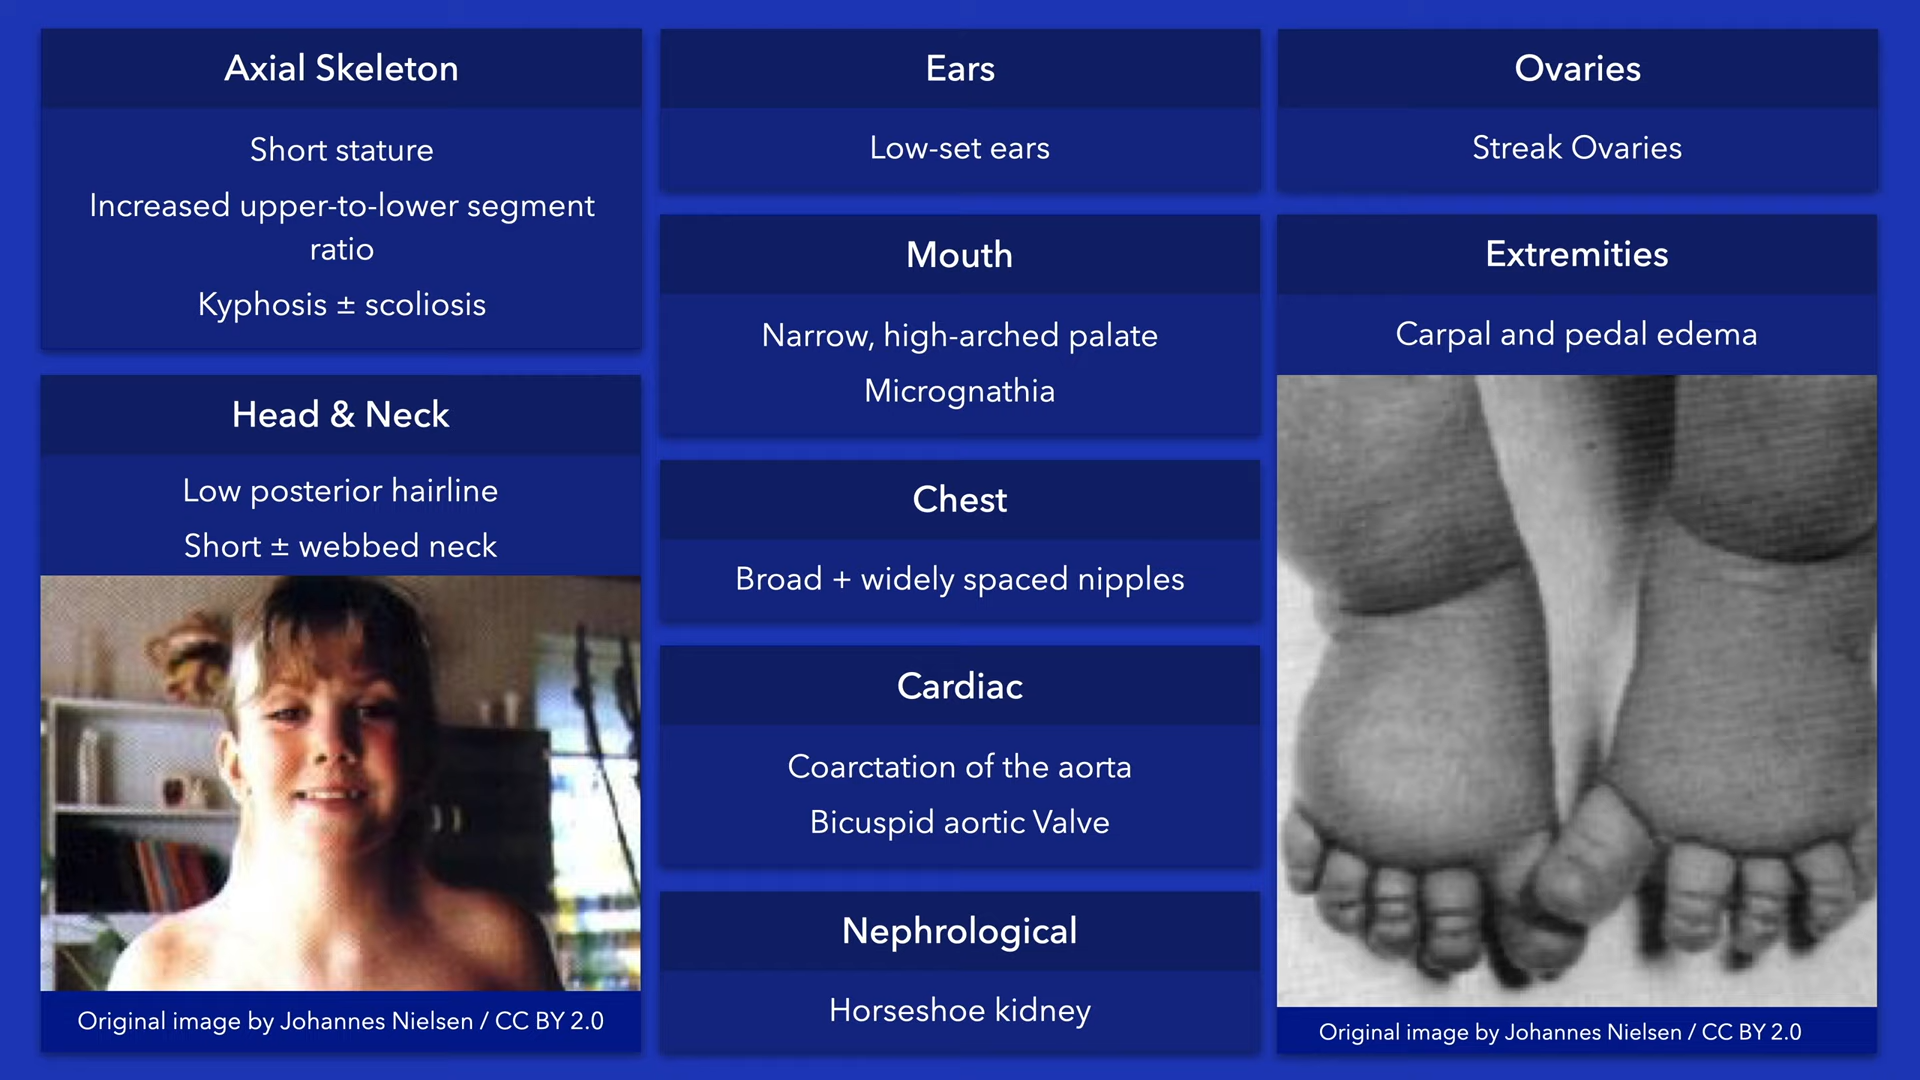 Axial Skeleton
Short stature
Increased upper-to-lower segment
ratio
Kyphosis ± scoliosis
Head & Neck
Low posterior hairline
Short ± webbed neck
Original image by Johannes Nielsen / CC BY 2.0
Ears
Low-set ears
Mouth
Narrow, high-arched palate
Micrognathia
Chest
Broad + widely spaced nipples
Cardiac
Coarctation of the aorta
Bicuspid aortic Valve
Nephrological
Horseshoe kidney
Ovaries
Streak Ovaries
Extremities
Carpal and pedal edema
Original image by Johannes Nielsen / CC BY 2.0